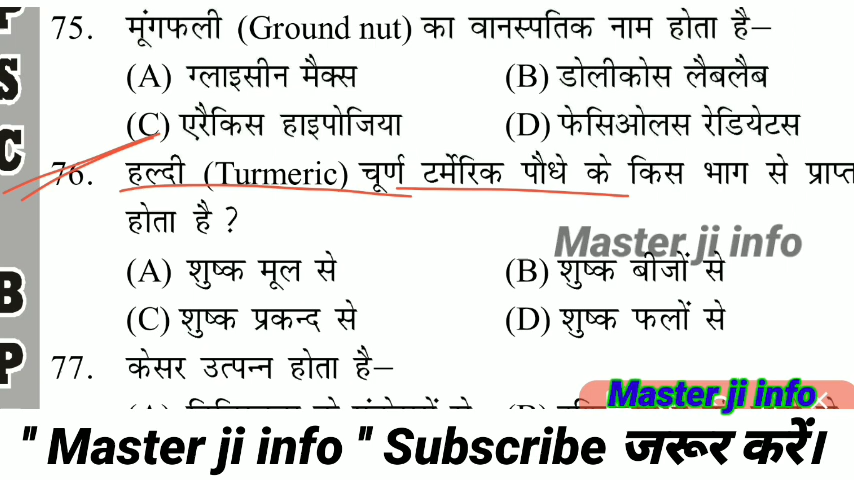 P
S
C
B
P
75. मूंगफली (Ground nut) का वानस्पतिक नाम होता है–
(A) ग्लाइसीन मैक्स (B) डोलीकोस लैबलैब
(C) एरैकिस हाइपोजिया (D) फेसिओलस रेडियेटस
76. हल्दी (Turmeric) चूर्ण टर्मेरिक पौधे के किस भाग से प्राप्त
होता है ?
Master ji info
(A) शुष्क मूल से (B) शुष्क बीजों से
(C) शुष्क प्रकन्द से (D) शुष्क फलों से
77. केसर उत्पन्न होता है–
Master ji info
" Master ji info " Subscribe जरूर करें।